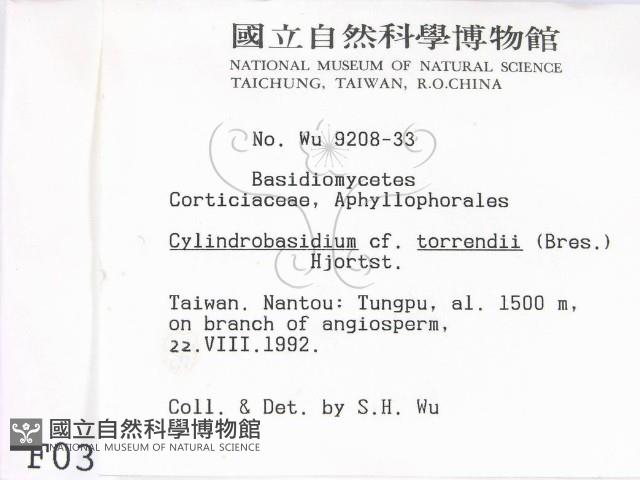 國立自然科學博物館
NATIONAL MUSEUM OF NATURAL SCIENCE
TAICHUNG, TAIWAN, R.O.CHINA
No. Wu 9208-33
Basidiomycetes
Corticiaceae, Aphyllophorales
Cylindrobasidium cf. torrendii (Bres.)
Hjortst.
Taiwan. Nantou: Tungpu, al. 1500 m,
on branch of angiosperm,
22.VIII.1992.
Coll. & Det. by S.H. Wu
國立自然科學博物館
NATIONAL MUSEUM OF NATURAL SCIENCE
F03